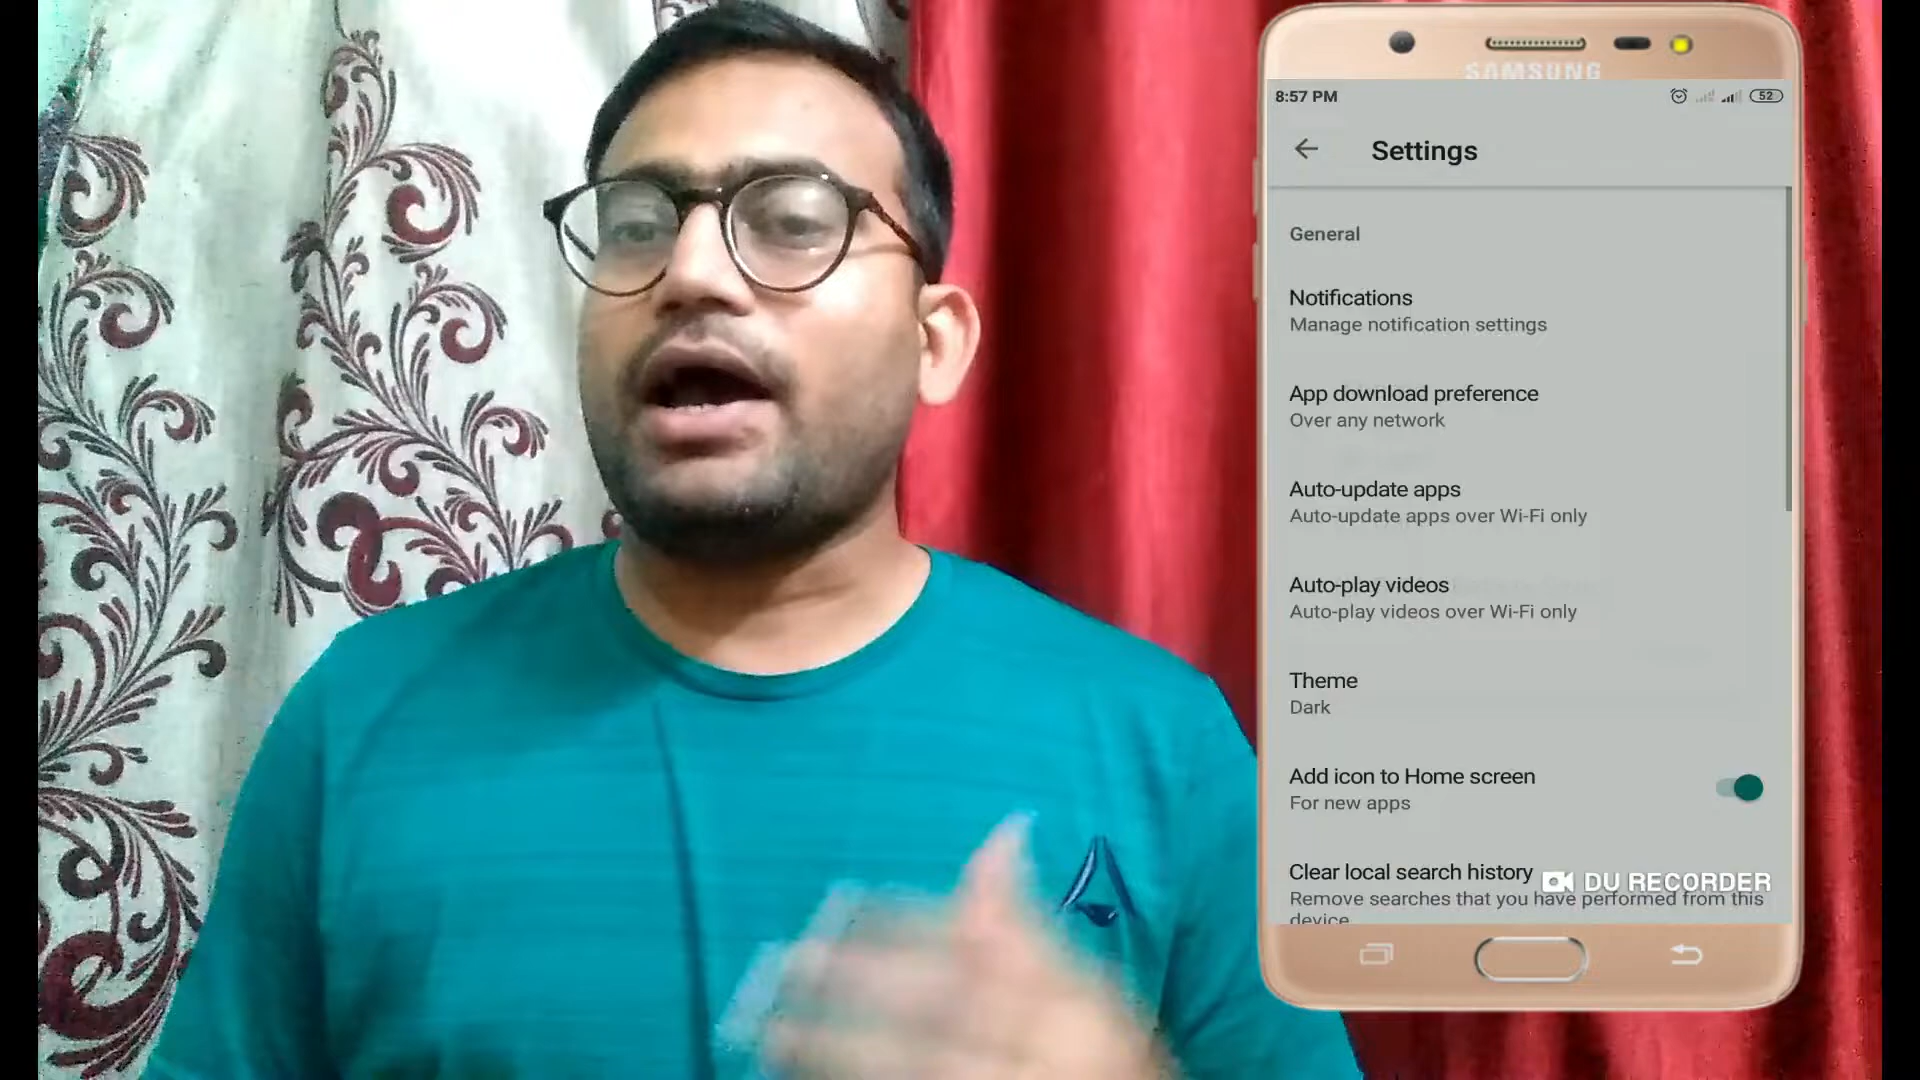 SAMSUNG
8:57 PM
52
Settings
General
Notifications
Manage notification settings
App download preference
Over any network
Auto-update apps
Auto-update apps over Wi-Fi only
Auto-play videos
Auto-play videos over Wi-Fi only
Theme
Dark
Add icon to Home screen
For new apps
Clear local search history
DU RECORDER
Remove searches that you have performed from this
device